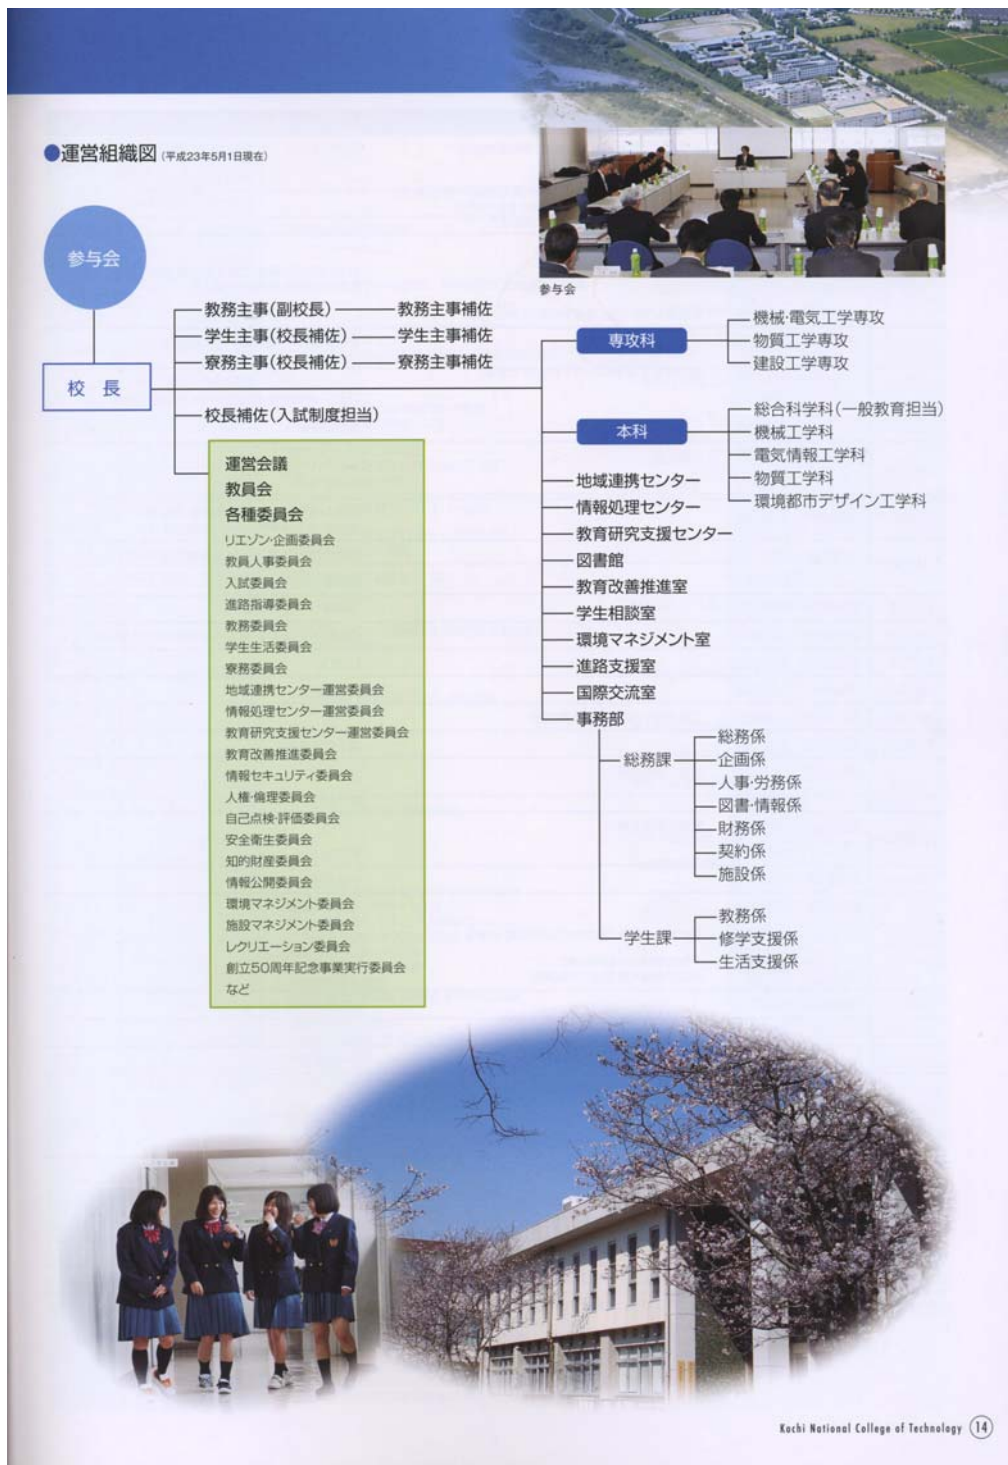 ●運営組織図(平成23年5月1日現在)
参与会
参与会
校 長
教務主事(副校長) 教務主事補佐
学生主事(校長補佐) 学生主事補佐
寮務主事(校長補佐) 寮務主事補佐
校長補佐(入試制度担当)
運営会議
教員会
各種委員会
リエゾン・企画委員会
教員人事委員会
入試委員会
進路指導委員会
教務委員会
学生生活委員会
寮務委員会
地域連携センター運営委員会
情報処理センター運営委員会
教育研究支援センター運営委員会
教育改善推進委員会
情報セキュリティ委員会
人権・倫理委員会
自己点検・評価委員会
安全衛生委員会
知的財産委員会
情報公開委員会
環境マネジメント委員会
施設マネジメント委員会
レクリエーション委員会
創立50周年記念事業実行委員会
など
専攻科
機械・電気工学専攻
物質工学専攻
建設工学専攻
本科
総合科学科(一般教育担当)
機械工学科
電気情報工学科
物質工学科
環境都市デザイン工学科
地域連携センター
情報処理センター
教育研究支援センター
図書館
教育改善推進室
学生相談室
環境マネジメント室
進路支援室
国際交流室
事務部
総務課
総務係
企画係
人事・労務係
図書・情報係
財務係
契約係
施設係
学生課
教務係
修学支援係
生活支援係
Kochi National College of Technology 14